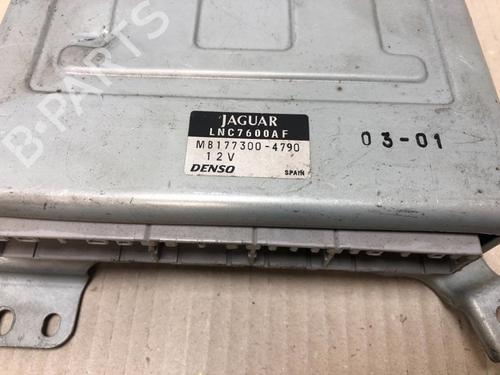 B-PARTS
JAGUAR
LNC7600AF
MB177300-4790
12V
DENSO SPAIN
03-01